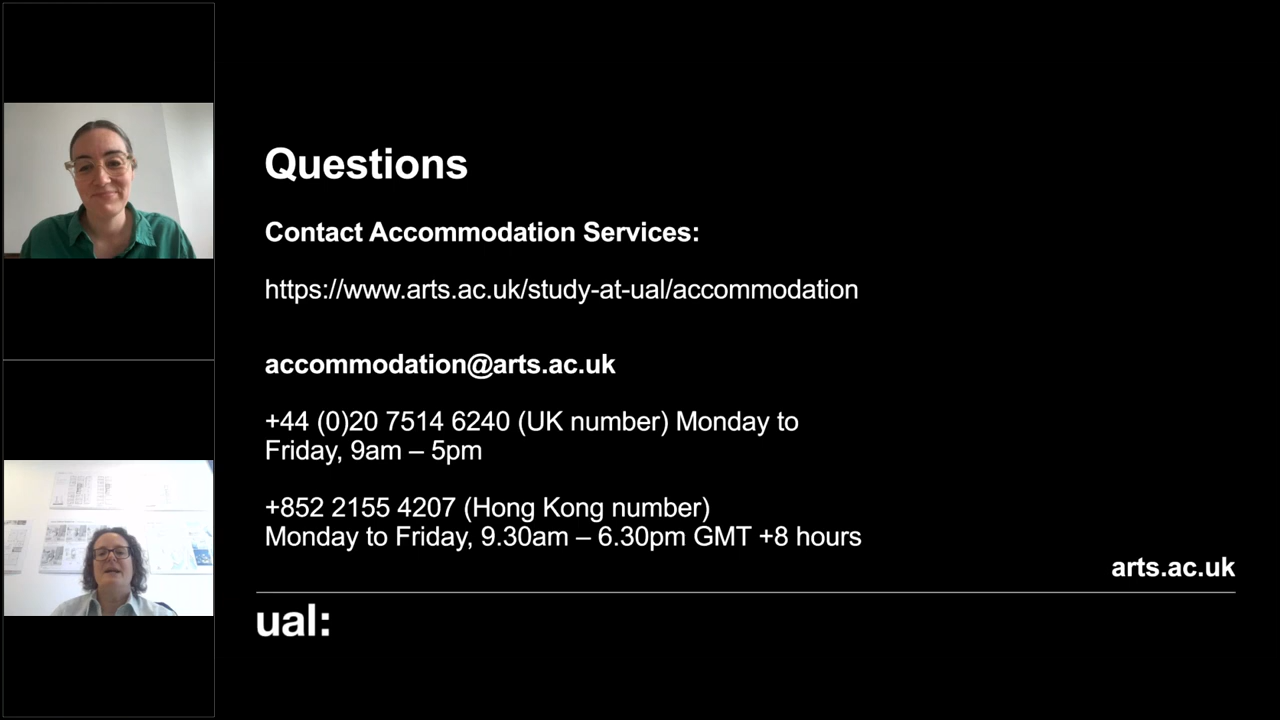 Questions
Contact Accommodation Services:
https://www.arts.ac.uk/study-at-ual/accommodation
accommodation@arts.ac.uk
+44 (0)20 7514 6240 (UK number) Monday to
Friday, 9am – 5pm
+852 2155 4207 (Hong Kong number)
Monday to Friday, 9.30am – 6.30pm GMT +8 hours
arts.ac.uk
ual: